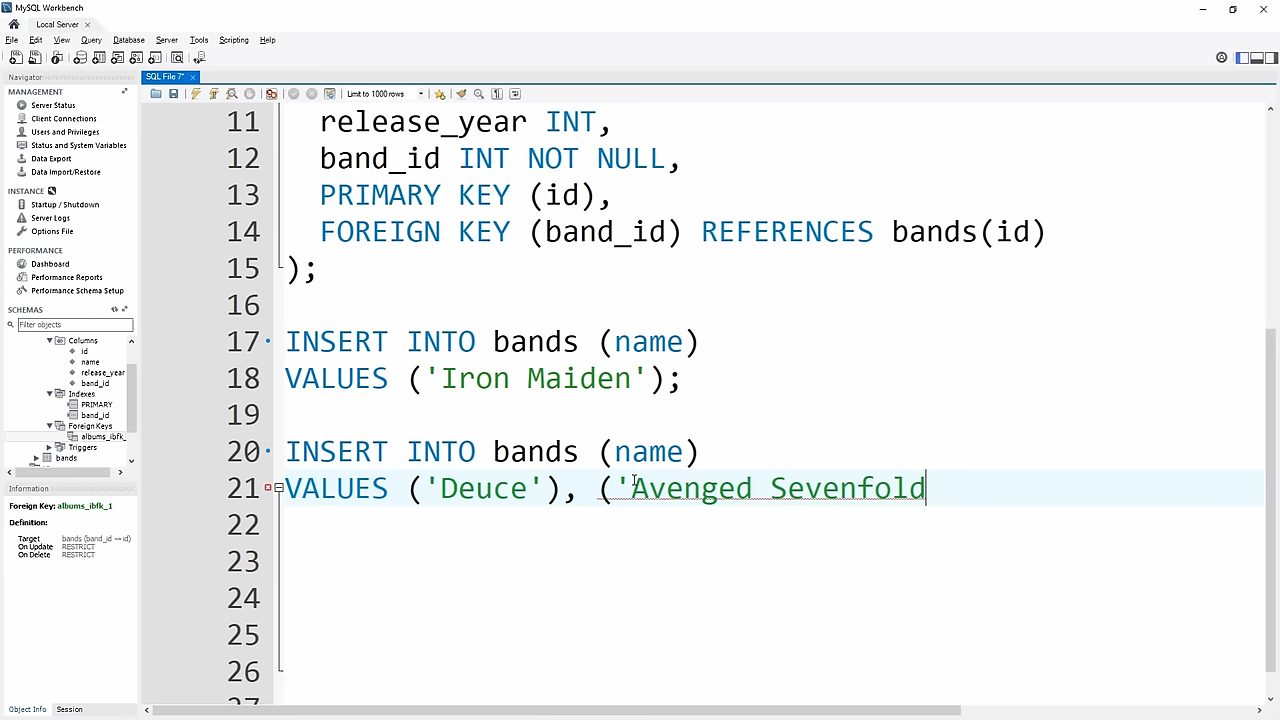 MySQL Workbench
Local Server
File Edit View Query Database Server Tools Scripting Help
Navigator
SQL File 7*
MANAGEMENT
Server Status
Client Connections
Users and Privileges
Status and System Variables
Data Export
Data Import/Restore
INSTANCE
Startup / Shutdown
Server Logs
Options File
PERFORMANCE
Dashboard
Performance Reports
Performance Schema Setup
SCHEMAS
Filter objects
Columns
id
name
release_year
band_id
Indexes
PRIMARY
band_id
Foreign Keys
albums_ibfk_
Triggers
bands
Information
Foreign Key: albums_ibfk_1
Definition:
Target bands (band_id → id)
On Update RESTRICT
On Delete RESTRICT
Object Info Session
Limit to 1000 rows
11 release_year INT,
12 band_id INT NOT NULL,
13 PRIMARY KEY (id),
14 FOREIGN KEY (band_id) REFERENCES bands(id)
15 );
16
17 INSERT INTO bands (name)
18 VALUES ('Iron Maiden');
19
20 INSERT INTO bands (name)
21 VALUES ('Deuce'), ('Avenged Sevenfold
22
23
24
25
26
27